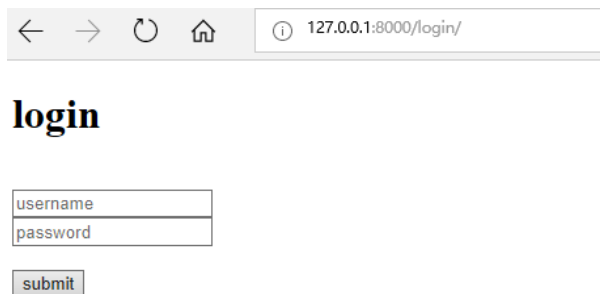 127.0.0.1:8000/login/
login
username
password
submit